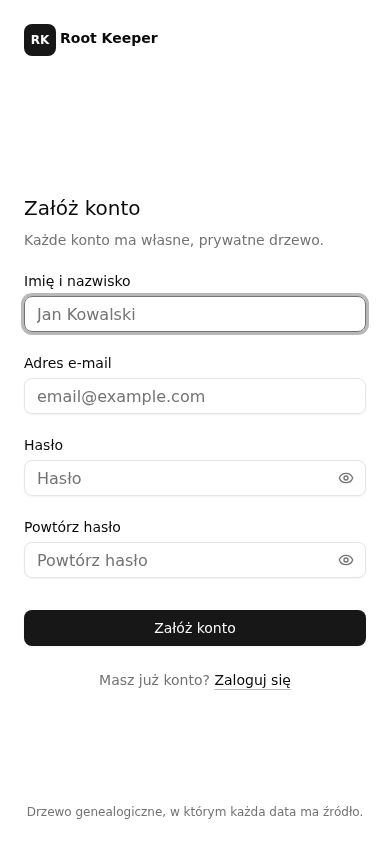 RK Root Keeper
Załóż konto
Każde konto ma własne, prywatne drzewo.
Imię i nazwisko
Jan Kowalski
Adres e-mail
email@example.com
Hasło
Hasło
Powtórz hasło
Powtórz hasło
Załóż konto
Masz już konto? Zaloguj się
Drzewo genealogiczne, w którym każda data ma źródło.